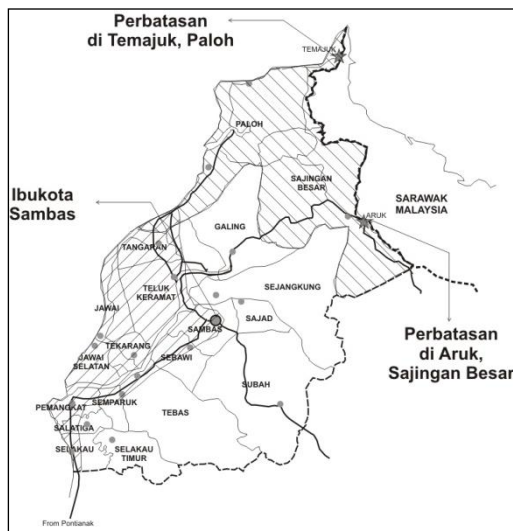 Perbatasan
di Temajuk, Paloh
TEMAJUK
PALOH
SAJINGAN
BESAR
Ibukota
Sambas
SARAWAK
MALAYSIA
ARUK
GALING
TANGARAN
TELUK
KERAMAT
SEJANGKUNG
JAWAI
SAJAD
SAMBAS
Perbatasan
di Aruk,
Sajingan Besar
TEKARANG
JAWAI
SELATAN
SEBAWI
SUBAH
SEMPARUK
PEMANGKAT
TEBAS
SALATIGA
SELAKAU
SELAKAU
TIMUR
From Pontianak